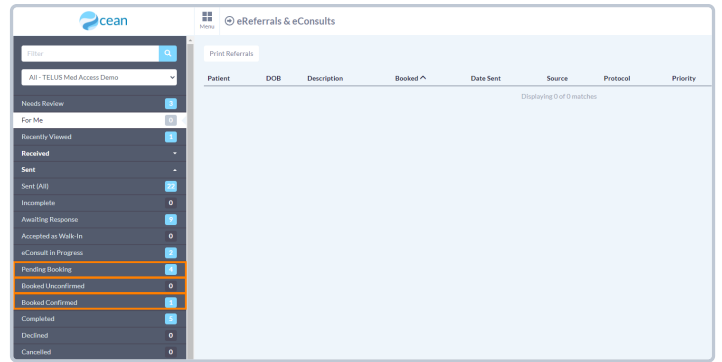 Ocean
Menu
eReferrals & eConsults
Filter
All - TELUS Med Access Demo
Needs Review 3
For Me 0
Recently Viewed 1
Received
Sent
Sent (All) 22
Incomplete 0
Awaiting Response 9
Accepted as Walk-In 0
eConsult in Progress 2
Pending Booking 4
Booked Unconfirmed 0
Booked Confirmed 1
Completed 5
Declined 0
Cancelled 0
Print Referrals
Patient DOB Description Booked Date Sent Source Protocol Priority
Displaying 0 of 0 matches